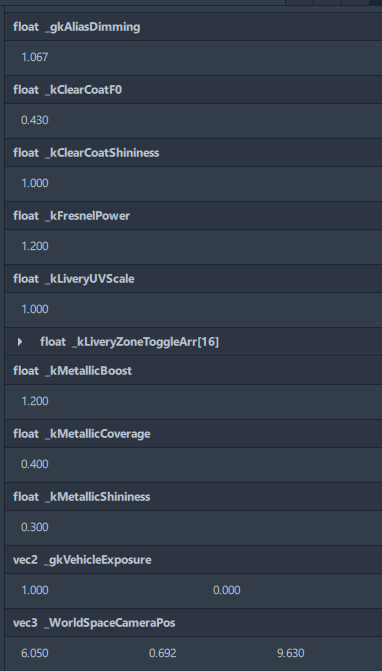 float _gkAliasDimming
1.067
float _kClearCoatF0
0.430
float _kClearCoatShininess
1.000
float _kFresnelPower
1.200
float _kLiveryUVScale
1.000
float _kLiveryZoneToggleArr[16]
float _kMetallicBoost
1.200
float _kMetallicCoverage
0.400
float _kMetallicShininess
0.300
vec2 _gkVehicleExposure
1.000 0.000
vec3 _WorldSpaceCameraPos
6.050 0.692 9.630